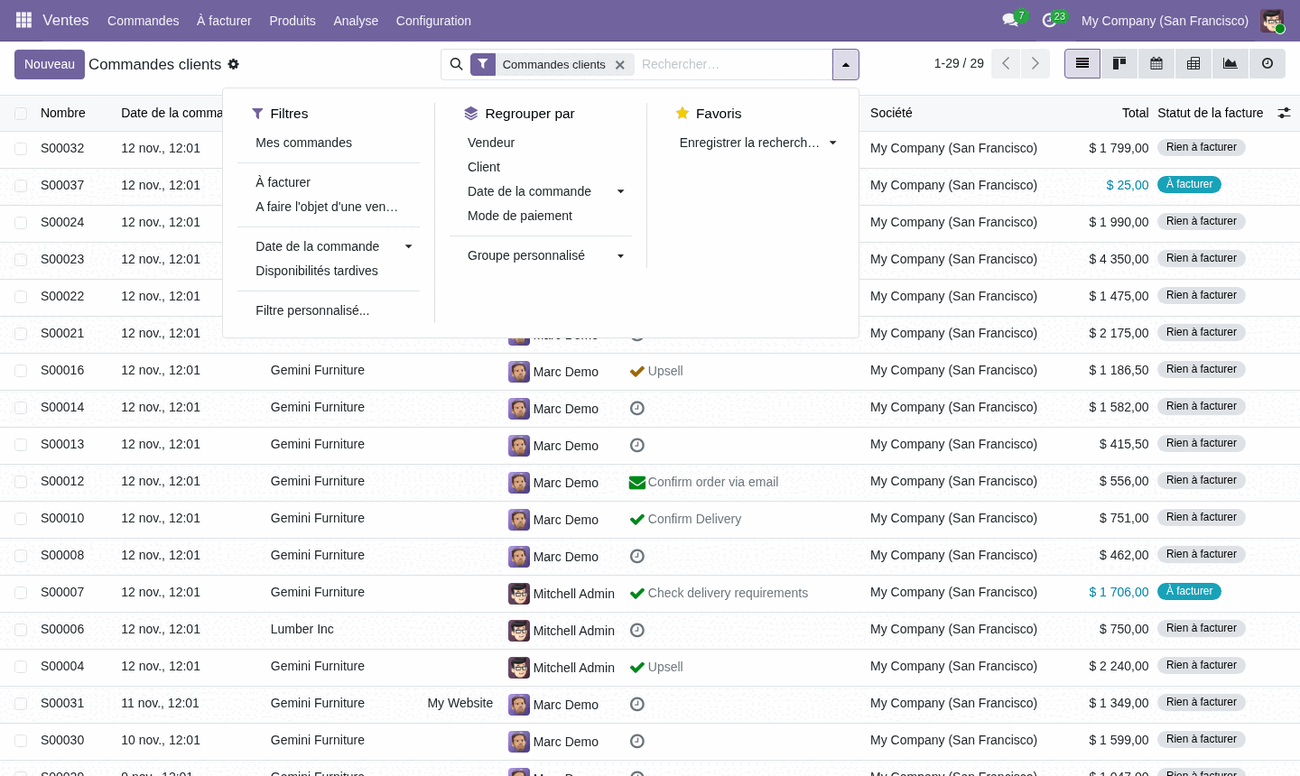 Ventes Commandes À facturer Produits Analyse Configuration 7 23 My Company (San Francisco)
Nouveau Commandes clients Commandes clients Rechercher... 1-29 / 29
Nombre Date de la comma Société Total Statut de la facture
Filtres Regrouper par Favoris
Mes commandes Vendeur Enregistrer la recherch...
À facturer Client
A faire l'objet d'une ven... Date de la commande
Date de la commande Mode de paiement
Disponibilités tardives Groupe personnalisé
Filtre personnalisé...
S00032 12 nov., 12:01 My Company (San Francisco) $ 1 799,00 Rien à facturer
S00037 12 nov., 12:01 My Company (San Francisco) $ 25,00 À facturer
S00024 12 nov., 12:01 My Company (San Francisco) $ 1 990,00 Rien à facturer
S00023 12 nov., 12:01 My Company (San Francisco) $ 4 350,00 Rien à facturer
S00022 12 nov., 12:01 My Company (San Francisco) $ 1 475,00 Rien à facturer
S00021 12 nov., 12:01 Marc Demo My Company (San Francisco) $ 2 175,00 Rien à facturer
S00016 12 nov., 12:01 Gemini Furniture Marc Demo Upsell My Company (San Francisco) $ 1 186,50 Rien à facturer
S00014 12 nov., 12:01 Gemini Furniture Marc Demo My Company (San Francisco) $ 1 582,00 Rien à facturer
S00013 12 nov., 12:01 Gemini Furniture Marc Demo My Company (San Francisco) $ 415,50 Rien à facturer
S00012 12 nov., 12:01 Gemini Furniture Marc Demo Confirm order via email My Company (San Francisco) $ 556,00 Rien à facturer
S00010 12 nov., 12:01 Gemini Furniture Marc Demo Confirm Delivery My Company (San Francisco) $ 751,00 Rien à facturer
S00008 12 nov., 12:01 Gemini Furniture Marc Demo My Company (San Francisco) $ 462,00 Rien à facturer
S00007 12 nov., 12:01 Gemini Furniture Mitchell Admin Check delivery requirements My Company (San Francisco) $ 1 706,00 À facturer
S00006 12 nov., 12:01 Lumber Inc Mitchell Admin My Company (San Francisco) $ 750,00 Rien à facturer
S00004 12 nov., 12:01 Gemini Furniture Mitchell Admin Upsell My Company (San Francisco) $ 2 240,00 Rien à facturer
S00031 11 nov., 12:01 Gemini Furniture My Website Marc Demo My Company (San Francisco) $ 1 349,00 Rien à facturer
S00030 10 nov., 12:01 Gemini Furniture Marc Demo My Company (San Francisco) $ 1 599,00 Rien à facturer